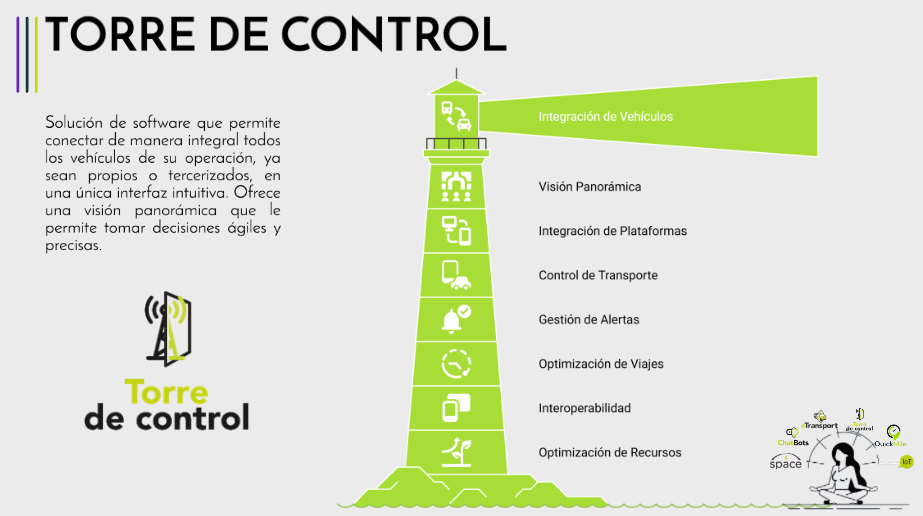 TORRE DE CONTROL
Solución de software que permite
conectar de manera integral todos
los vehículos de su operación, ya
sean propios o tercerizados, en
una única interfaz intuitiva. Ofrece
una visión panorámica que le
permite tomar decisiones ágiles y
precisas.
Torre
de control
Integración de Vehículos
Visión Panorámica
Integración de Plataformas
Control de Transporte
Gestión de Alertas
Optimización de Viajes
Interoperabilidad
Optimización de Recursos
Transport
Torre
de control
ChatBots
QuickMile
space
IoT